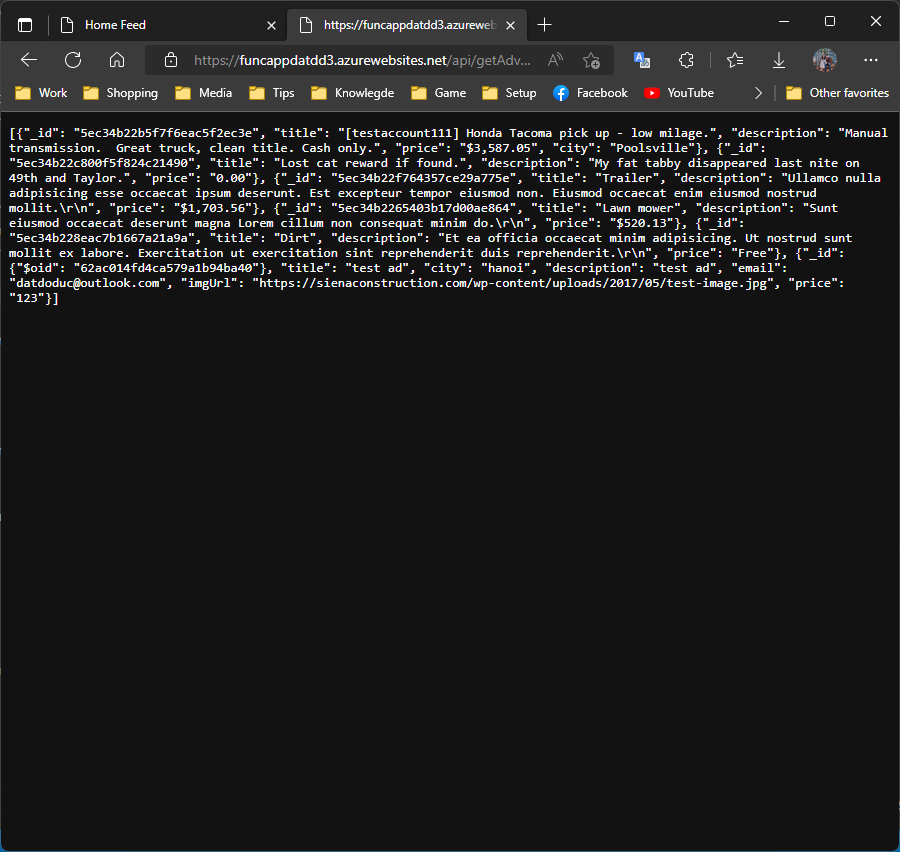 Home Feed
https://funcappdatdd3.azureweb
https://funcappdatdd3.azurewebsites.net/api/getAdv...
Work Shopping Media Tips Knowlegde Game Setup Facebook YouTube Other favorites
[{"_id": "5ec34b22b5f7f6eac5f2ec3e", "title": "[testaccount111] Honda Tacoma pick up - low milage.", "description": "Manual
transmission.  Great truck, clean title. Cash only.", "price": "$3,587.05", "city": "Poolsville"}, {"_id":
"5ec34b22c800f5f824c21490", "title": "Lost cat reward if found.", "description": "My fat tabby disappeared last nite on
49th and Taylor.", "price": "0.00"}, {"_id": "5ec34b22f764357ce29a775e", "title": "Trailer", "description": "Ullamco nulla
adipisicing esse occaecat ipsum deserunt. Est excepteur tempor eiusmod non. Eiusmod occaecat enim eiusmod nostrud
mollit.\r\n", "price": "$1,703.56"}, {"_id": "5ec34b2265403b17d00ae864", "title": "Lawn mower", "description": "Sunt
eiusmod occaecat deserunt magna Lorem cillum non consequat minim do.\r\n", "price": "$520.13"}, {"_id":
"5ec34b228eac7b1667a21a9a", "title": "Dirt", "description": "Et ea officia occaecat minim adipisicing. Ut nostrud sunt
mollit ex labore. Exercitation ut exercitation sint reprehenderit duis reprehenderit.\r\n", "price": "Free"}, {"_id":
{"$oid": "62ac014fd4ca579a1b94ba40"}, "title": "test ad", "city": "hanoi", "description": "test ad", "email":
"datdoduc@outlook.com", "imgUrl": "https://sienaconstruction.com/wp-content/uploads/2017/05/test-image.jpg", "price":
"123"}]